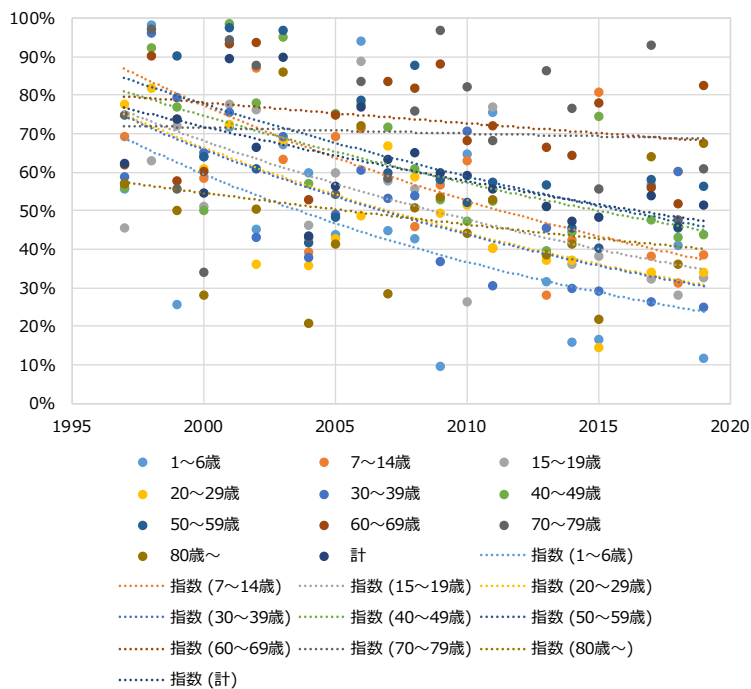 100%
90%
80%
70%
60%
50%
40%
30%
20%
10%
0%
1995 2000 2005 2010 2015 2020
1～6歳 7～14歳 15～19歳
20～29歳 30～39歳 40～49歳
50～59歳 60～69歳 70～79歳
80歳～ 計 指数 (1～6歳)
指数 (7～14歳) 指数 (15～19歳) 指数 (20～29歳)
指数 (30～39歳) 指数 (40～49歳) 指数 (50～59歳)
指数 (60～69歳) 指数 (70～79歳) 指数 (80歳～)
指数 (計)